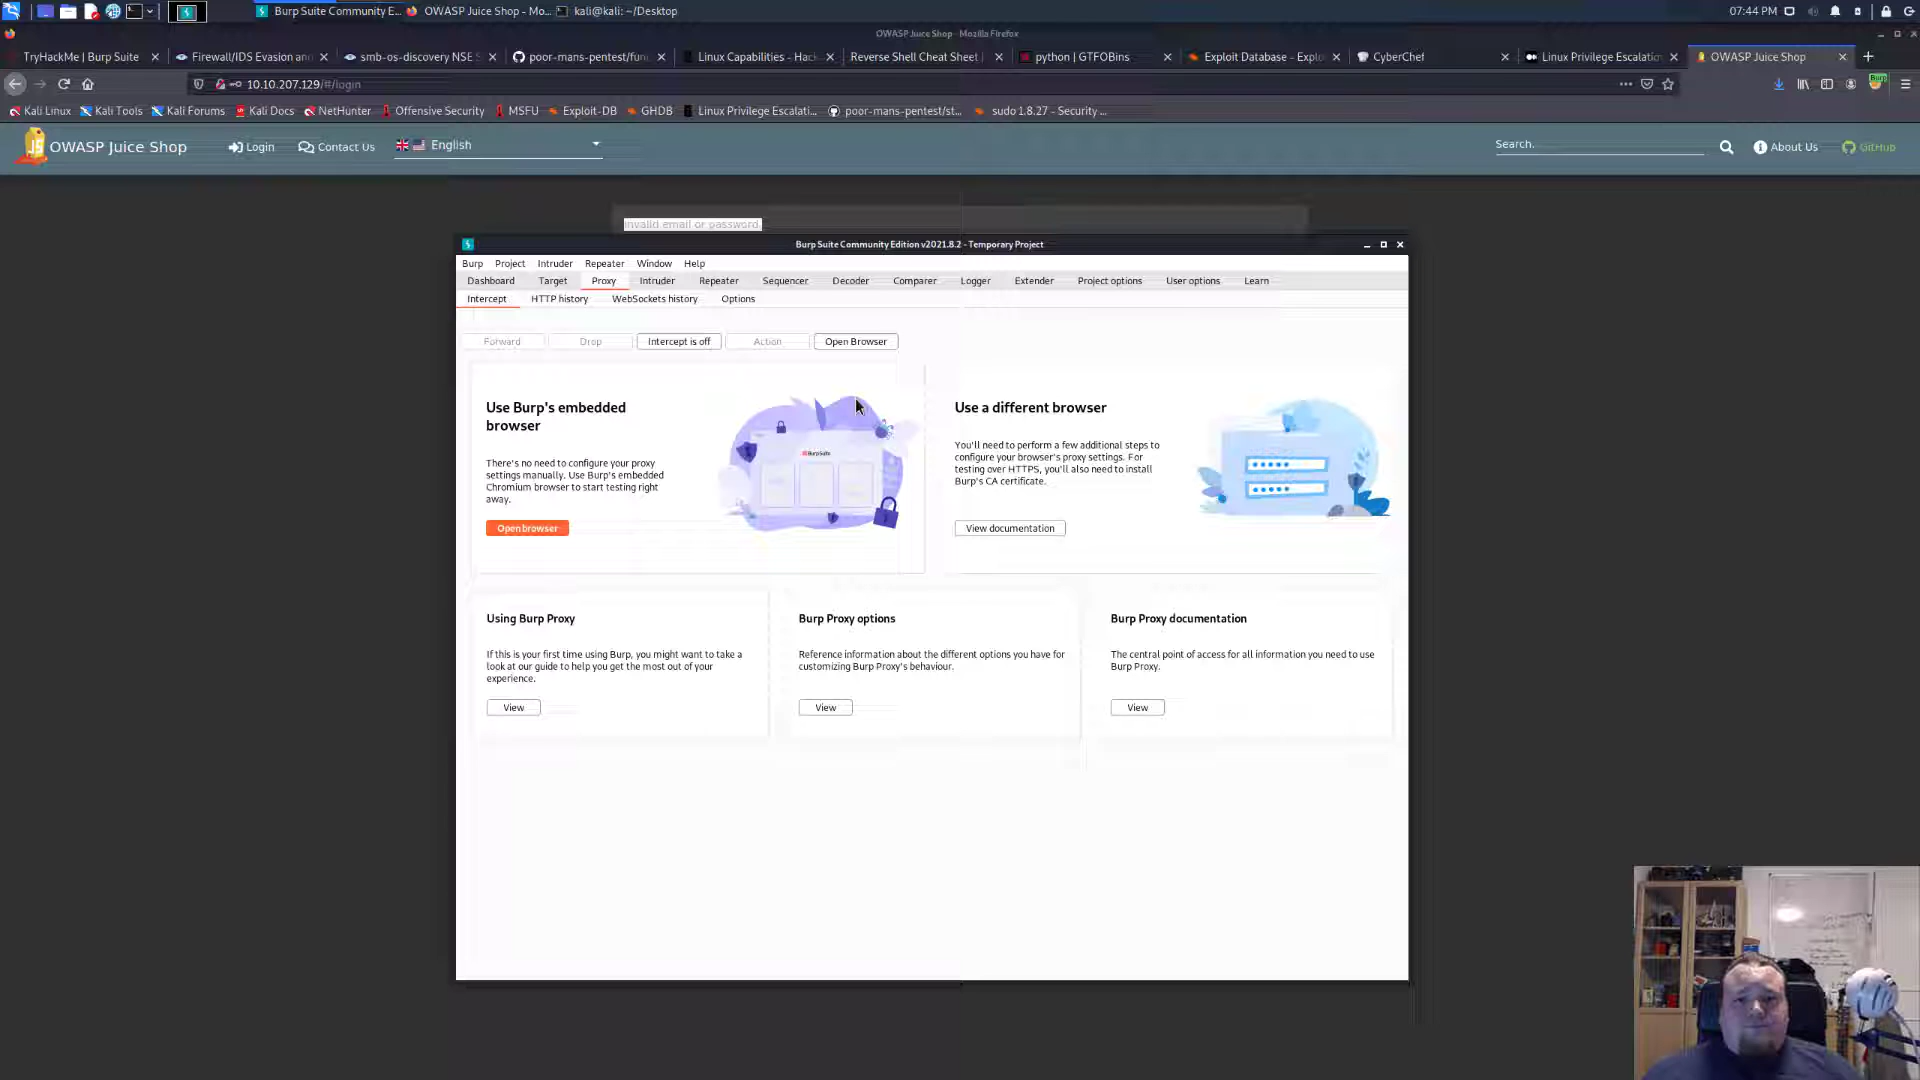 Burp Suite Community E...
OWASP Juice Shop - Mo...
kali@kali: ~/Desktop
07:44 PM
OWASP Juice Shop - Mozilla Firefox
TryHackMe | Burp Suite
Firewall/IDS Evasion an
smb-os-discovery NSE S
poor-mans-pentest/fun
Linux Capabilities - Hac
Reverse Shell Cheat Sheet |
python | GTFOBins
Exploit Database - Explo
CyberChef
Linux Privilege Escalatio
OWASP Juice Shop
10.10.207.129/#/login
Burp
Kali Linux
Kali Tools
Kali Forums
Kali Docs
NetHunter
Offensive Security
MSFU
Exploit-DB
GHDB
Linux Privilege Escalati...
poor-mans-pentest/st...
sudo 1.8.27 - Security ...
OWASP Juice Shop
Login
Contact Us
English
Search.
About Us
GitHub
Invalid email or password.
Burp Suite Community Edition v2021.8.2 - Temporary Project
Burp Project Intruder Repeater Window Help
Dashboard Target Proxy Intruder Repeater Sequencer Decoder Comparer Logger Extender Project options User options Learn
Intercept HTTP history WebSockets history Options
Forward Drop Intercept is off Action Open Browser
Use Burp's embedded
browser
There's no need to configure your proxy
settings manually. Use Burp's embedded
Chromium browser to start testing right
away.
Open browser
BurpSuite
Use a different browser
You'll need to perform a few additional steps to
configure your browser's proxy settings. For
testing over HTTPS, you'll also need to install
Burp's CA certificate.
View documentation
Using Burp Proxy
If this is your first time using Burp, you might want to take a
look at our guide to help you get the most out of your
experience.
View
Burp Proxy options
Reference information about the different options you have for
customizing Burp Proxy's behaviour.
View
Burp Proxy documentation
The central point of access for all information you need to use
Burp Proxy.
View